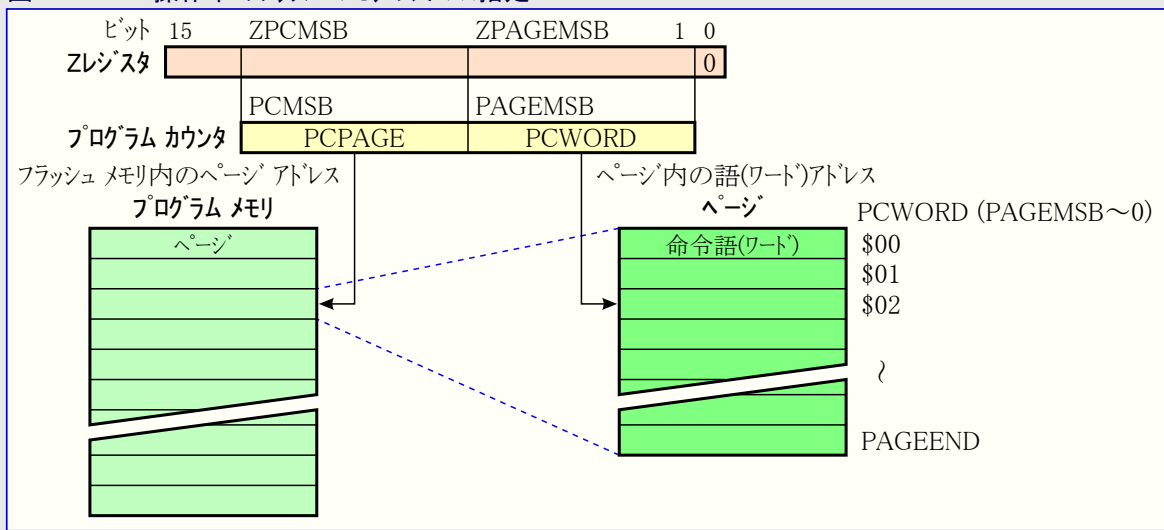 ビット 15 ZPCMSB ZPAGEMSB 1 0
Zレジスタ 0
PCMSB PAGEMSB
プログラム カウンタ PCPAGE PCWORD
フラッシュ メモリ内のページ アドレス ページ内の語(ワード)アドレス
プログラム メモリ ページ PCWORD (PAGEMSB～0)
ページ 命令語(ワード) $00
$01
$02
～
PAGEEND